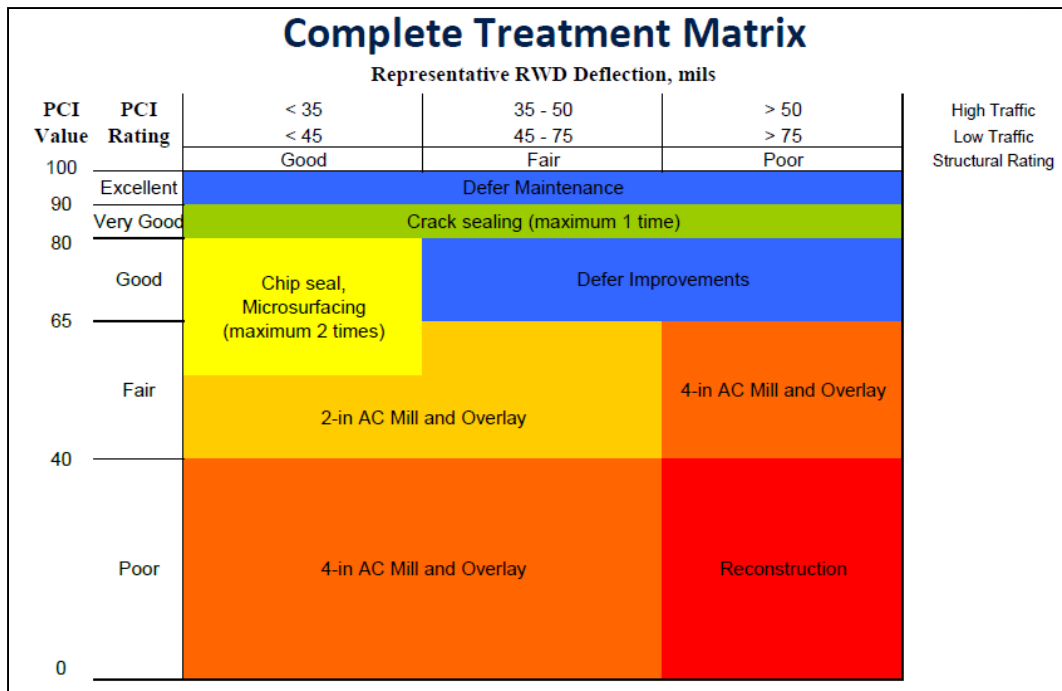 Complete Treatment Matrix
Representative RWD Deflection, mils
PCI PCI < 35 35 - 50 > 50 High Traffic
Value Rating < 45 45 - 75 > 75 Low Traffic
Good Fair Poor Structural Rating
100
Excellent Defer Maintenance
90
Very Good Crack sealing (maximum 1 time)
80
Good Chip seal, Defer Improvements
Microsurfacing
65 (maximum 2 times)
Fair 4-in AC Mill and Overlay
2-in AC Mill and Overlay
40
Poor 4-in AC Mill and Overlay Reconstruction
0